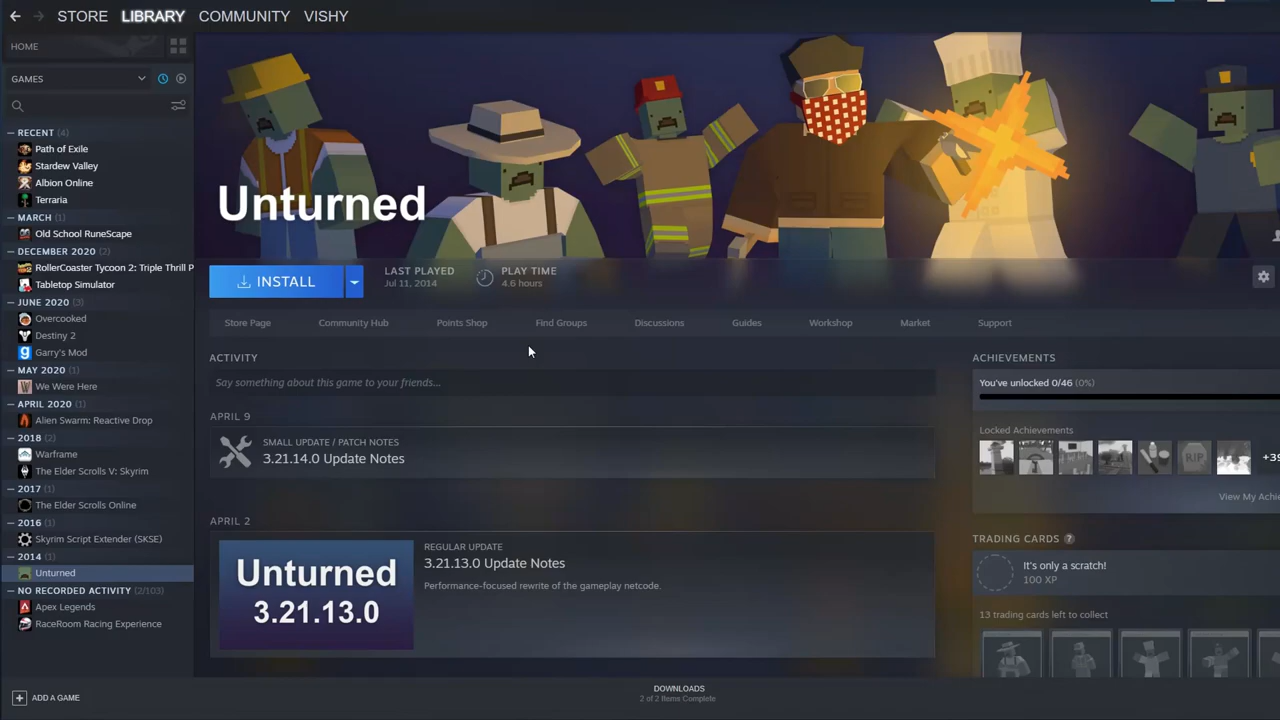 STORE LIBRARY COMMUNITY VISHY
HOME
GAMES
RECENT (4)
Path of Exile
Stardew Valley
Albion Online
Terraria
MARCH (1)
Old School RuneScape
DECEMBER 2020 (2)
RollerCoaster Tycoon 2: Triple Thrill P
Tabletop Simulator
JUNE 2020 (3)
Overcooked
Destiny 2
Garry's Mod
MAY 2020 (1)
We Were Here
APRIL 2020 (1)
Alien Swarm: Reactive Drop
2018 (2)
Warframe
The Elder Scrolls V: Skyrim
2017 (1)
The Elder Scrolls Online
2016 (1)
Skyrim Script Extender (SKSE)
2014 (1)
Unturned
NO RECORDED ACTIVITY (2/103)
Apex Legends
RaceRoom Racing Experience
ADD A GAME
Unturned
INSTALL
LAST PLAYED
Jul 11, 2014
PLAY TIME
4.6 hours
Store Page Community Hub Points Shop Find Groups Discussions Guides Workshop Market Support
ACTIVITY
Say something about this game to your friends...
APRIL 9
SMALL UPDATE / PATCH NOTES
3.21.14.0 Update Notes
APRIL 2
Unturned
3.21.13.0
REGULAR UPDATE
3.21.13.0 Update Notes
Performance-focused rewrite of the gameplay netcode.
ACHIEVEMENTS
You've unlocked 0/46 (0%)
Locked Achievements
RIP
+39
View My Achie
TRADING CARDS ?
It's only a scratch!
100 XP
13 trading cards left to collect
DOWNLOADS
2 of 2 Items Complete